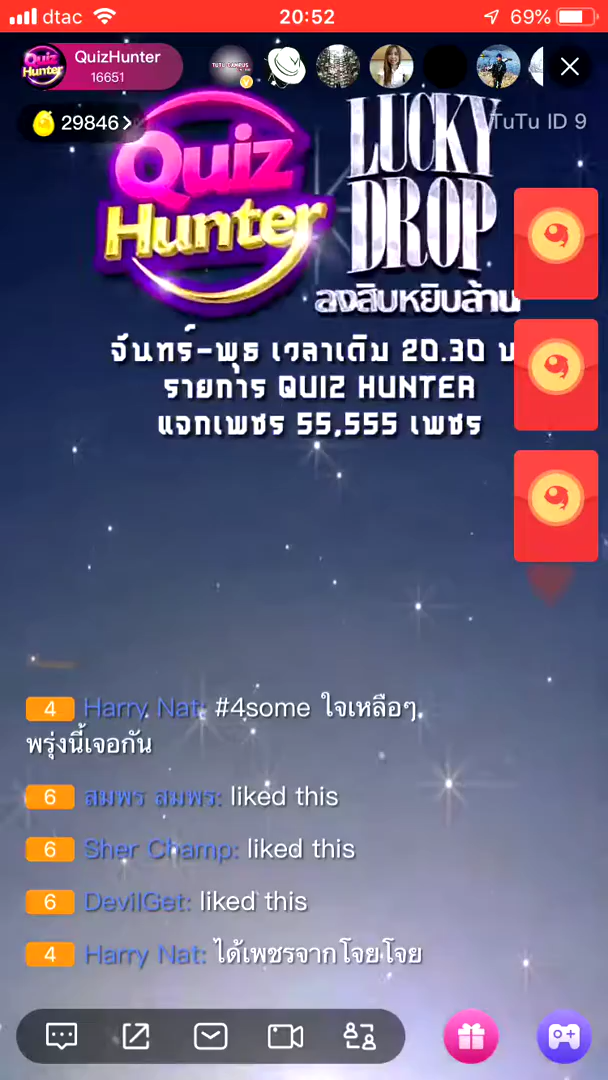 dtac
20:52
69%
QuizHunter
16651
Quiz
Hunter
TUTU CAMPUS
29846
TuTu ID 9
Quiz
Hunter
LUCKY
DROP
ลงสิบหยิบล้าน
จันทร์-พุธ เวลาเดิม 20.30 น
รายการ QUIZ HUNTER
แจกเพชร 55,555 เพชร
4 Harry Nat: #4some ใจเหลือๆ
พรุ่งนี้เจอกัน
6 สมพร สมพร: liked this
6 Sher Champ: liked this
6 DevilGet: liked this
4 Harry Nat: ได้เพชรจากโจยโจย